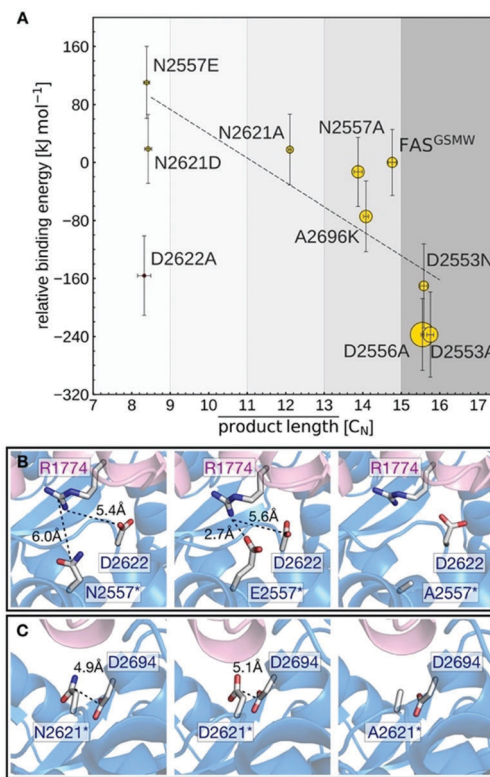 A
160
80
0
−80
−160
−240
−320
relative binding energy [kJ mol⁻¹]
N2557E
N2621D
D2622A
N2621A
N2557A
FAS^GSMW
A2696K
D2553N
D2556A
D2553A
7 8 9 10 11 12 13 14 15 16 17
product length [C_N]
B
R1774
5.4Å
6.0Å
D2622
N2557*
R1774
5.6Å
2.7Å
D2622
E2557*
R1774
D2622
A2557*
C
4.9Å
D2694
N2621*
5.1Å
D2694
D2621*
D2694
A2621*